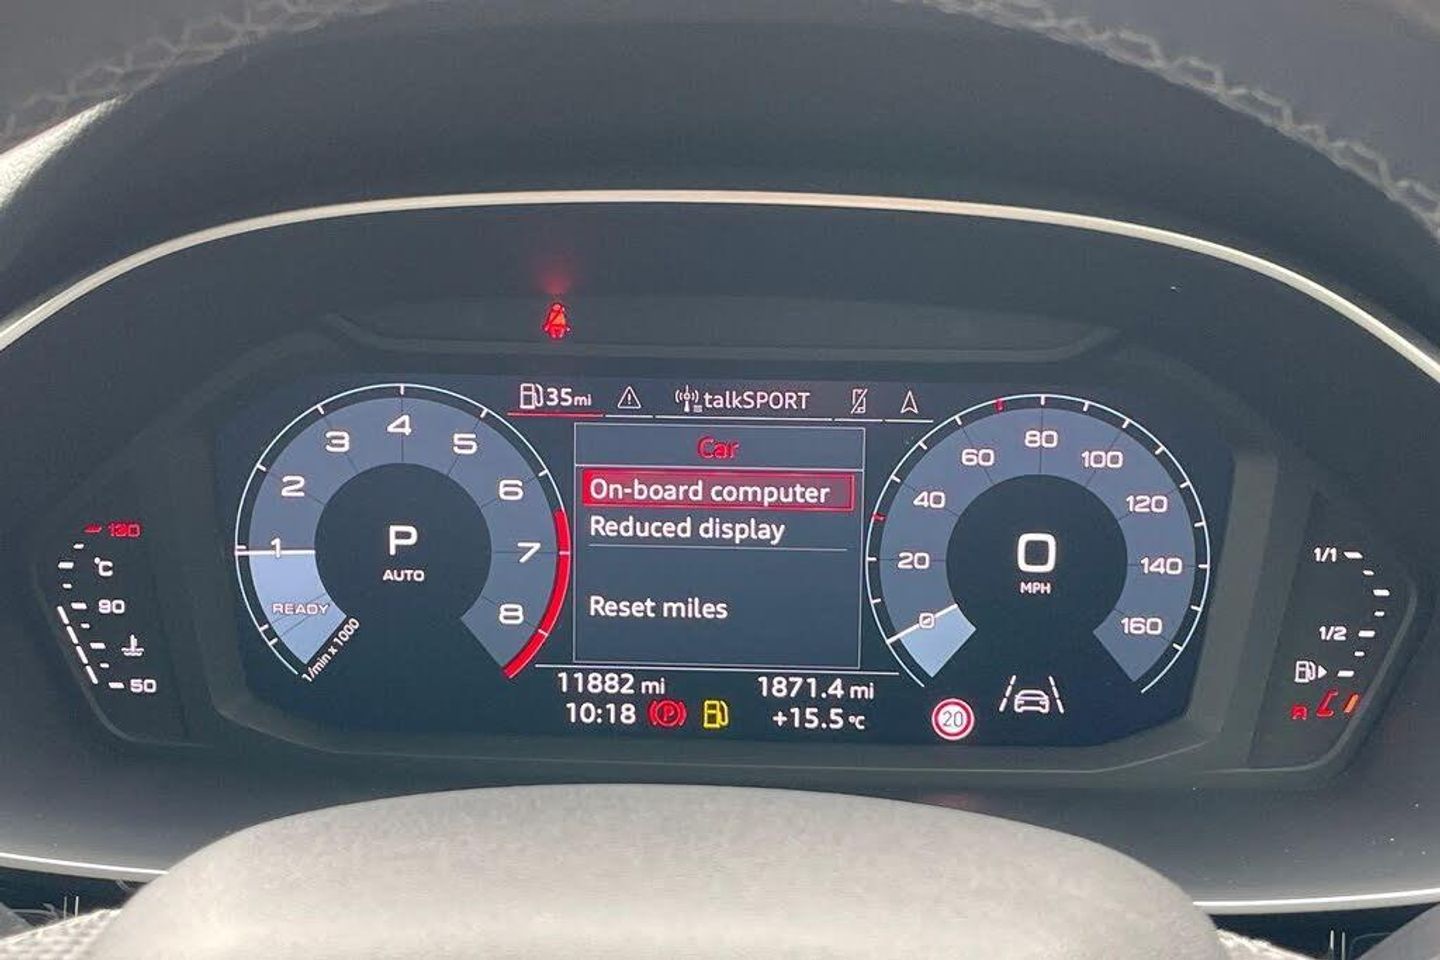 35mi
talkSPORT
Car
On-board computer
Reduced display
Reset miles
11882 mi
1871.4 mi
10:18
+15.5°C
1
2
3
4
5
6
7
8
READY
1/min x 1000
P
AUTO
0
20
40
60
80
100
120
140
160
0
MPH
20
130
°C
90
50
1/1
1/2
R